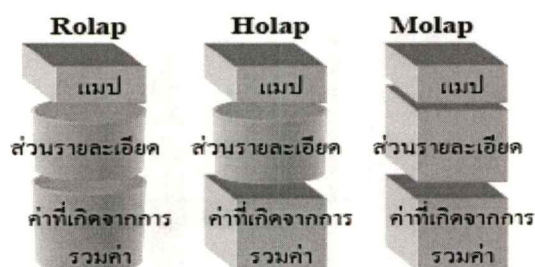 Rolap Holap Molap
แมป แมป แมป
ส่วนรายละเอียด ส่วนรายละเอียด ส่วนรายละเอียด
ค่าที่เกิดจากการ ค่าที่เกิดจากการ ค่าที่เกิดจากการ
รวมค่า รวมค่า รวมค่า